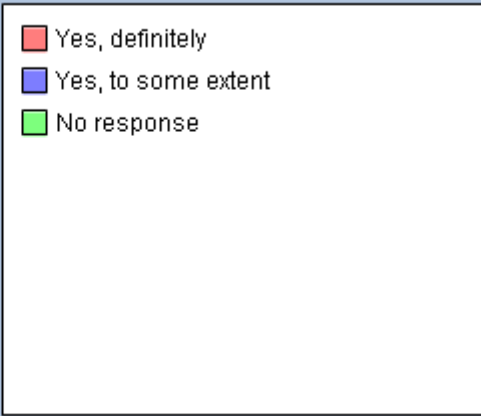 Yes, definitely
Yes, to some extent
No response